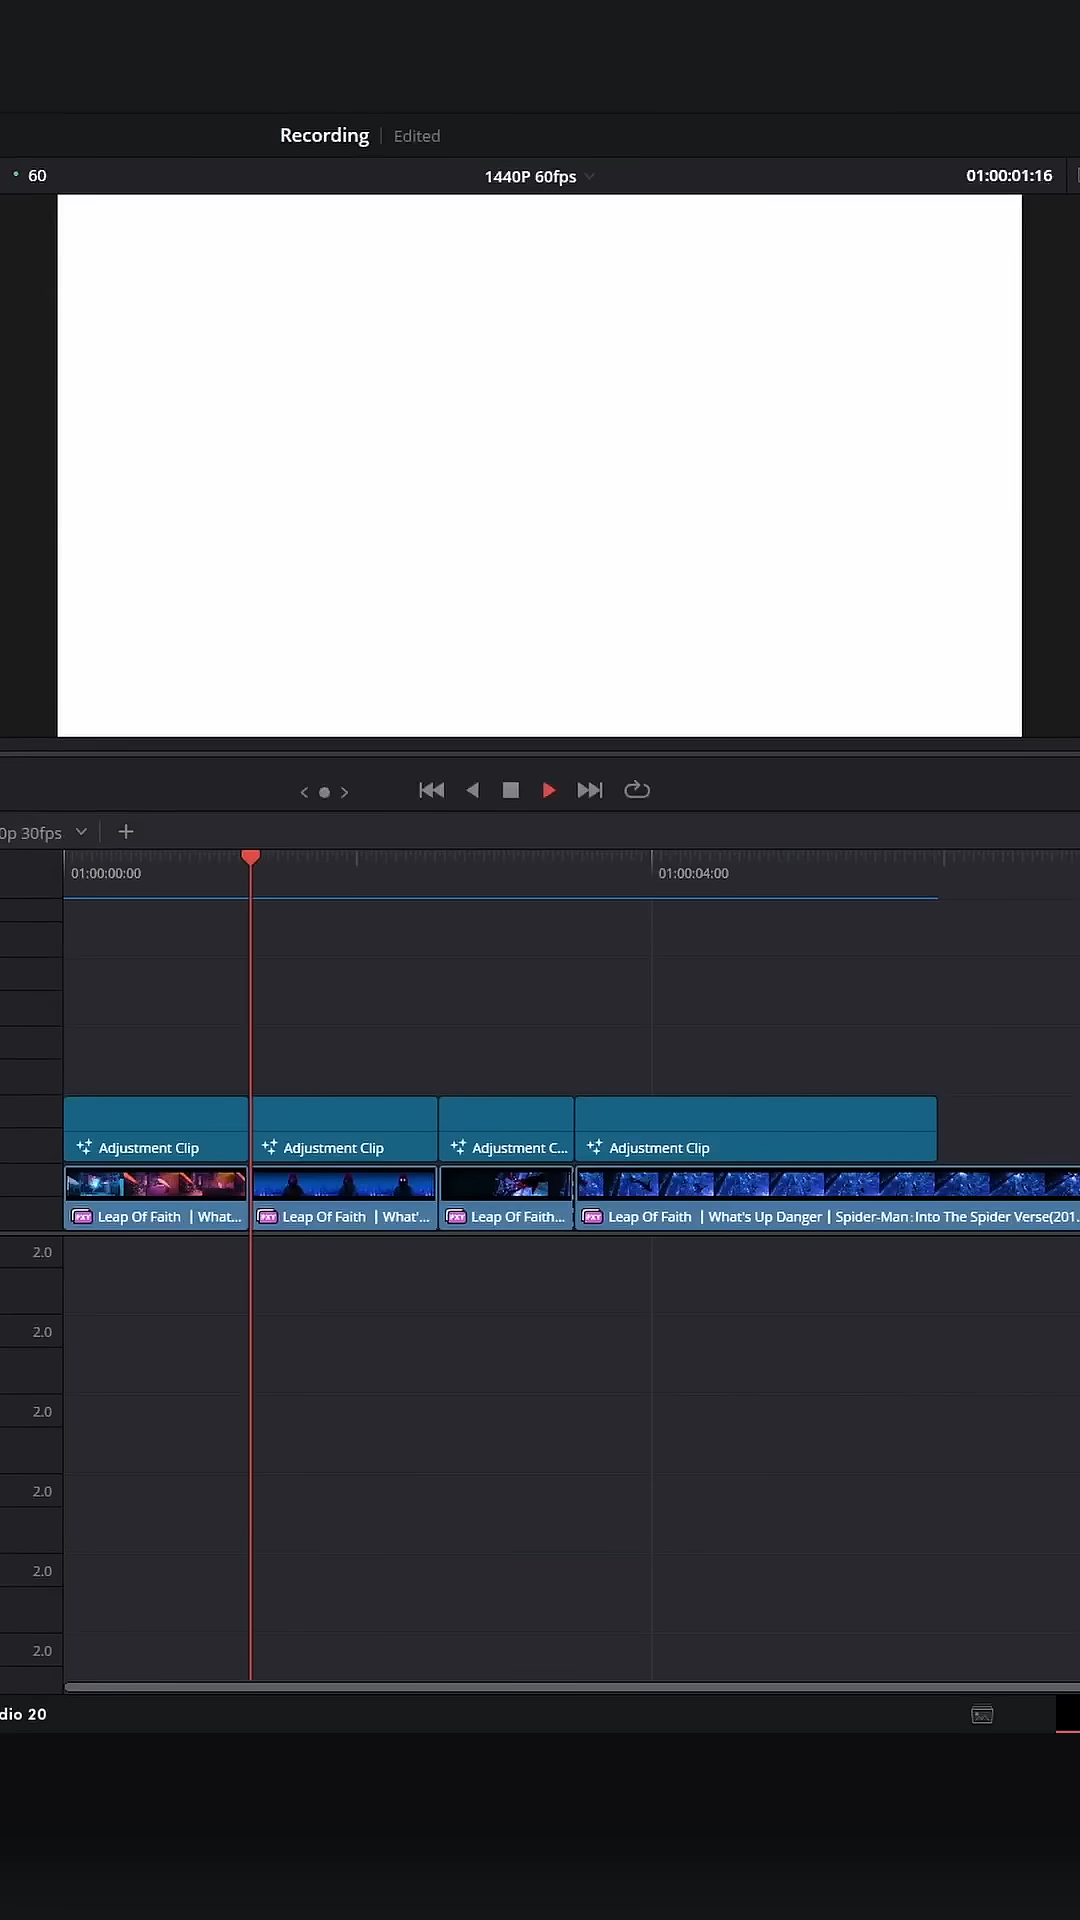 Recording | Edited
60
1440P 60fps
01:00:01:16
0p 30fps
01:00:00:00
01:00:04:00
Adjustment Clip
Adjustment Clip
Adjustment C...
Adjustment Clip
Leap Of Faith | What...
Leap Of Faith | What'...
Leap Of Faith...
Leap Of Faith | What's Up Danger | Spider-Man:Into The Spider Verse(201...
2.0
2.0
2.0
2.0
2.0
2.0
dio 20